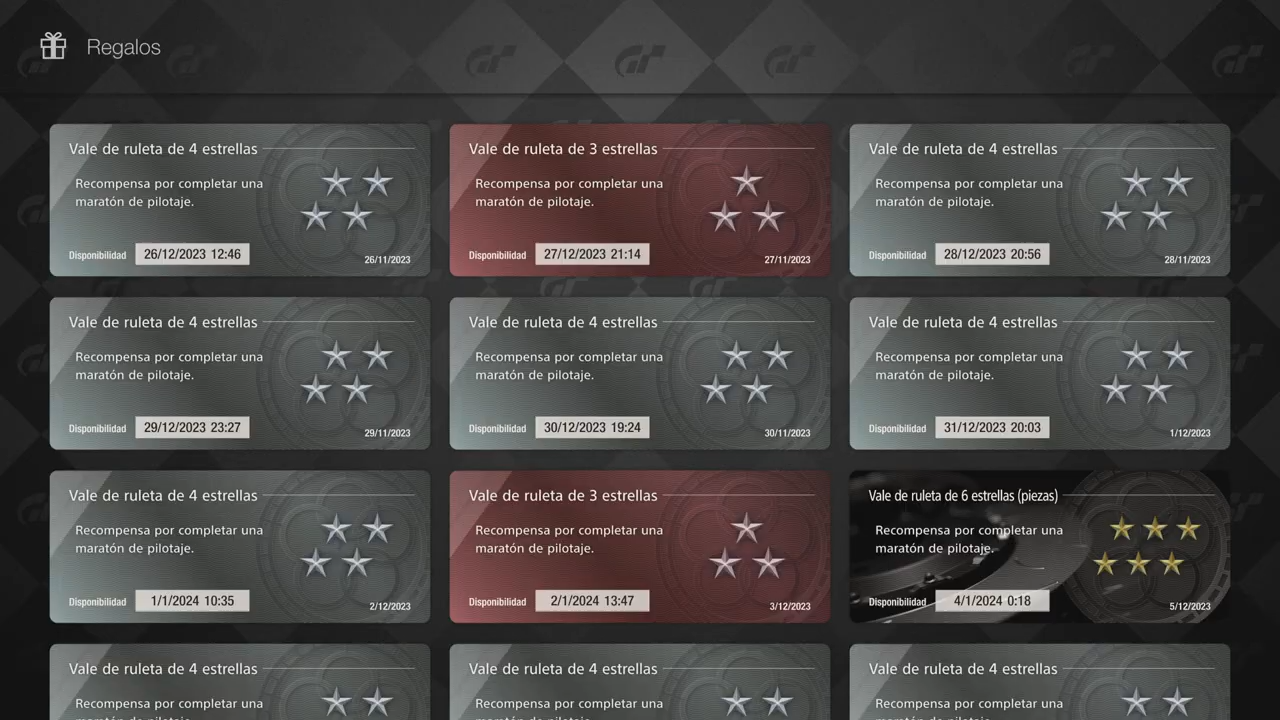 Regalos
Vale de ruleta de 4 estrellas
Recompensa por completar una
maratón de pilotaje.
Disponibilidad 26/12/2023 12:46
26/11/2023
Vale de ruleta de 3 estrellas
Recompensa por completar una
maratón de pilotaje.
Disponibilidad 27/12/2023 21:14
27/11/2023
Vale de ruleta de 4 estrellas
Recompensa por completar una
maratón de pilotaje.
Disponibilidad 28/12/2023 20:56
28/11/2023
Vale de ruleta de 4 estrellas
Recompensa por completar una
maratón de pilotaje.
Disponibilidad 29/12/2023 23:27
29/11/2023
Vale de ruleta de 4 estrellas
Recompensa por completar una
maratón de pilotaje.
Disponibilidad 30/12/2023 19:24
30/11/2023
Vale de ruleta de 4 estrellas
Recompensa por completar una
maratón de pilotaje.
Disponibilidad 31/12/2023 20:03
1/12/2023
Vale de ruleta de 4 estrellas
Recompensa por completar una
maratón de pilotaje.
Disponibilidad 1/1/2024 10:35
2/12/2023
Vale de ruleta de 3 estrellas
Recompensa por completar una
maratón de pilotaje.
Disponibilidad 2/1/2024 13:47
3/12/2023
Vale de ruleta de 6 estrellas (piezas)
Recompensa por completar una
maratón de pilotaje.
Disponibilidad 4/1/2024 0:18
5/12/2023
Vale de ruleta de 4 estrellas
Recompensa por completar una
Vale de ruleta de 4 estrellas
Recompensa por completar una
Vale de ruleta de 4 estrellas
Recompensa por completar una